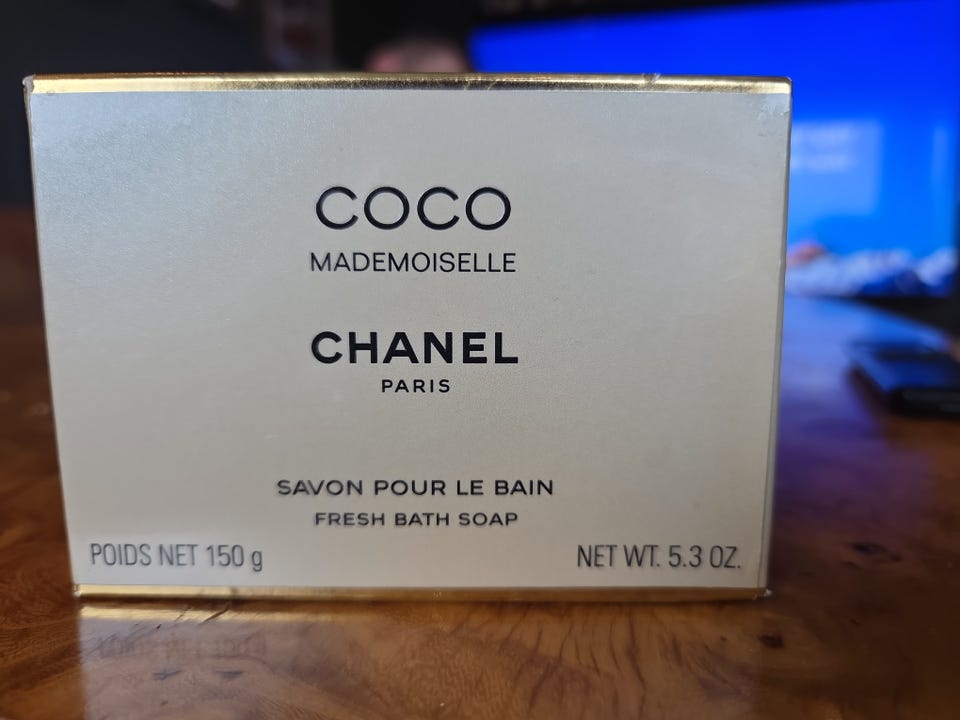 COCO
MADEMOISELLE
CHANEL
PARIS
SAVON POUR LE BAIN
FRESH BATH SOAP
POIDS NET 150 g NET WT. 5.3 OZ.